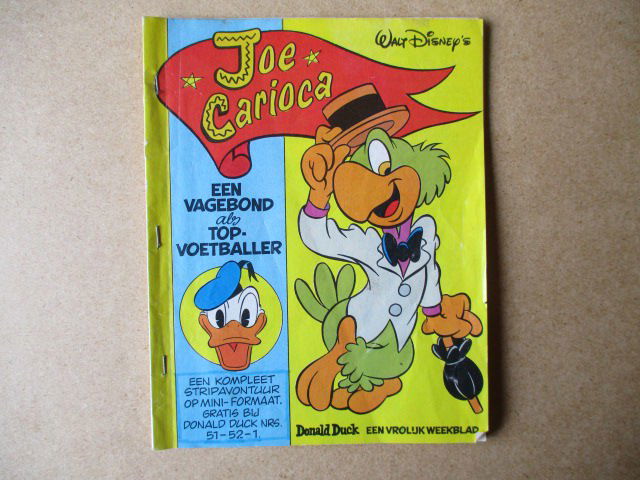 Joe
Carioca
WALT DISNEY'S
EEN
VAGEBOND
als
TOP-
VOETBALLER
EEN KOMPLEET
STRIPAVONTUUR
OP MINI-FORMAAT.
GRATIS BIJ
DONALD DUCK NRS.
51-52-1.
Donald Duck EEN VROLIJK WEEKBLAD